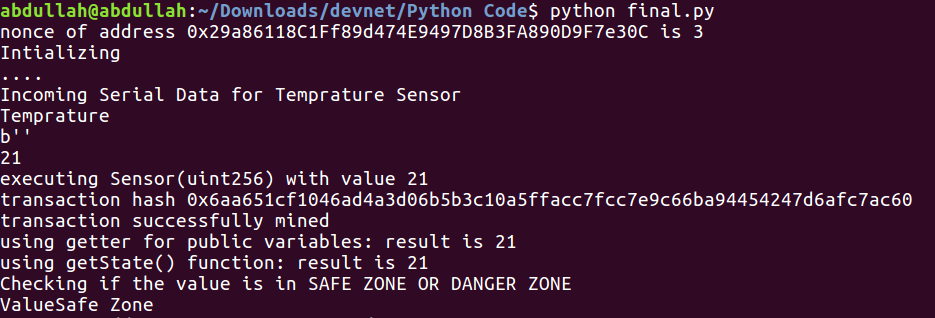 abdullah@abdullah:~/Downloads/devnet/Python Code$ python final.py
nonce of address 0x29a86118C1Ff89d474E9497D8B3FA890D9F7e30C is 3
Intializing
....
Incoming Serial Data for Temprature Sensor
Temprature
b''
21
executing Sensor(uint256) with value 21
transaction hash 0x6aa651cf1046ad4a3d06b5b3c10a5ffacc7fcc7e9c66ba94454247d6afc7ac60
transaction successfully mined
using getter for public variables: result is 21
using getState() function: result is 21
Checking if the value is in SAFE ZONE OR DANGER ZONE
ValueSafe Zone